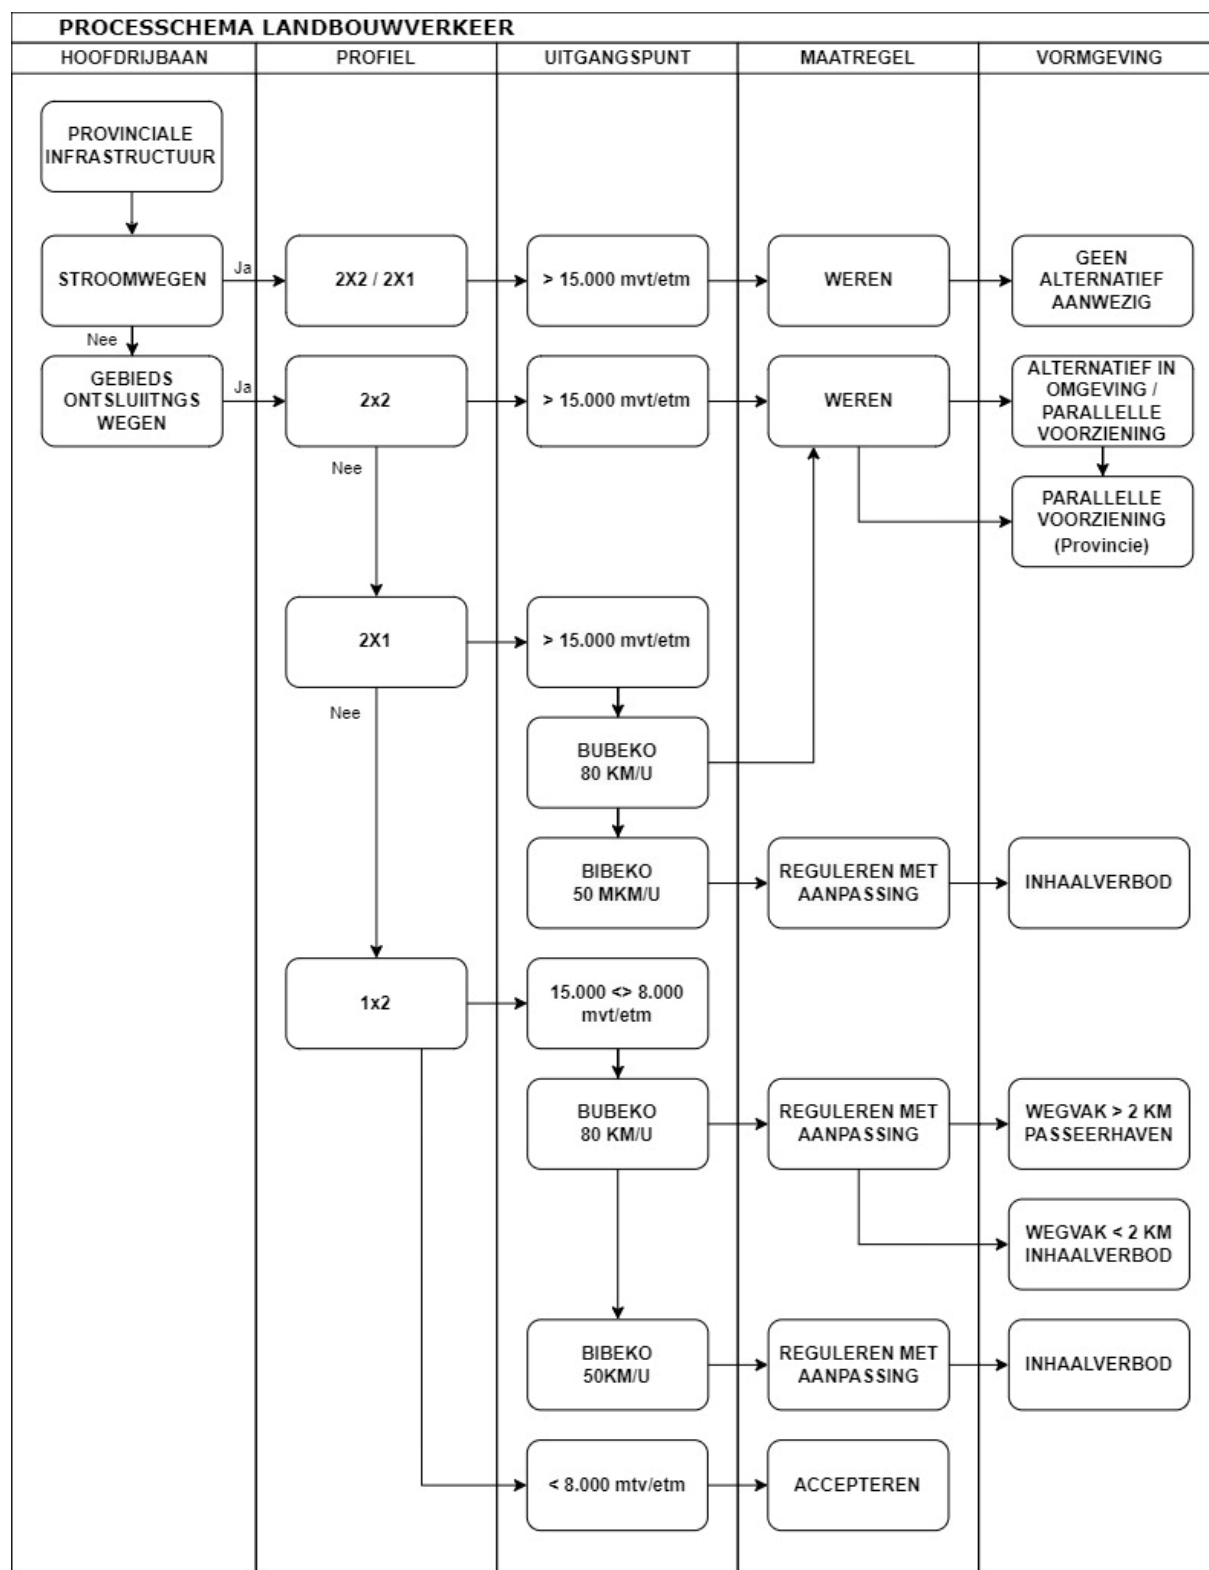 PROCESSCHEMA LANDBOUWVERKEER
HOOFDRIJBAAN
PROFIEL
UITGANGSPUNT
MAATREGEL
VORMGEVING
PROVINCIALE
INFRASTRUCTUUR
STROOMWEGEN
Ja
2X2 / 2X1
> 15.000 mvt/etm
WEREN
GEEN
ALTERNATIEF
AANWEZIG
Nee
GEBIEDS
ONTSLUIITNGS
WEGEN
Ja
2x2
> 15.000 mvt/etm
WEREN
ALTERNATIEF IN
OMGEVING /
PARALLELLE
VOORZIENING
Nee
PARALLELLE
VOORZIENING
(Provincie)
2X1
> 15.000 mvt/etm
Nee
BUBEKO
80 KM/U
BIBEKO
50 MKM/U
REGULEREN MET
AANPASSING
INHAALVERBOD
1x2
15.000 <> 8.000
mvt/etm
BUBEKO
80 KM/U
REGULEREN MET
AANPASSING
WEGVAK > 2 KM
PASSEERHAVEN
WEGVAK < 2 KM
INHAALVERBOD
BIBEKO
50KM/U
REGULEREN MET
AANPASSING
INHAALVERBOD
< 8.000 mtv/etm
ACCEPTEREN